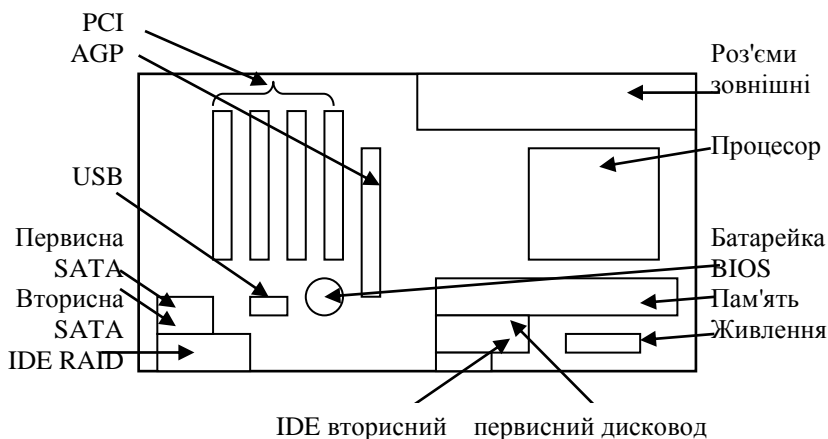 PCI
AGP
USB
Первисна
SATA
Вторисна
SATA
IDE RAID
Роз'єми
зовнішні
Процесор
Батарейка
BIOS
Пам'ять
Живлення
IDE вторисний первисний дисковод